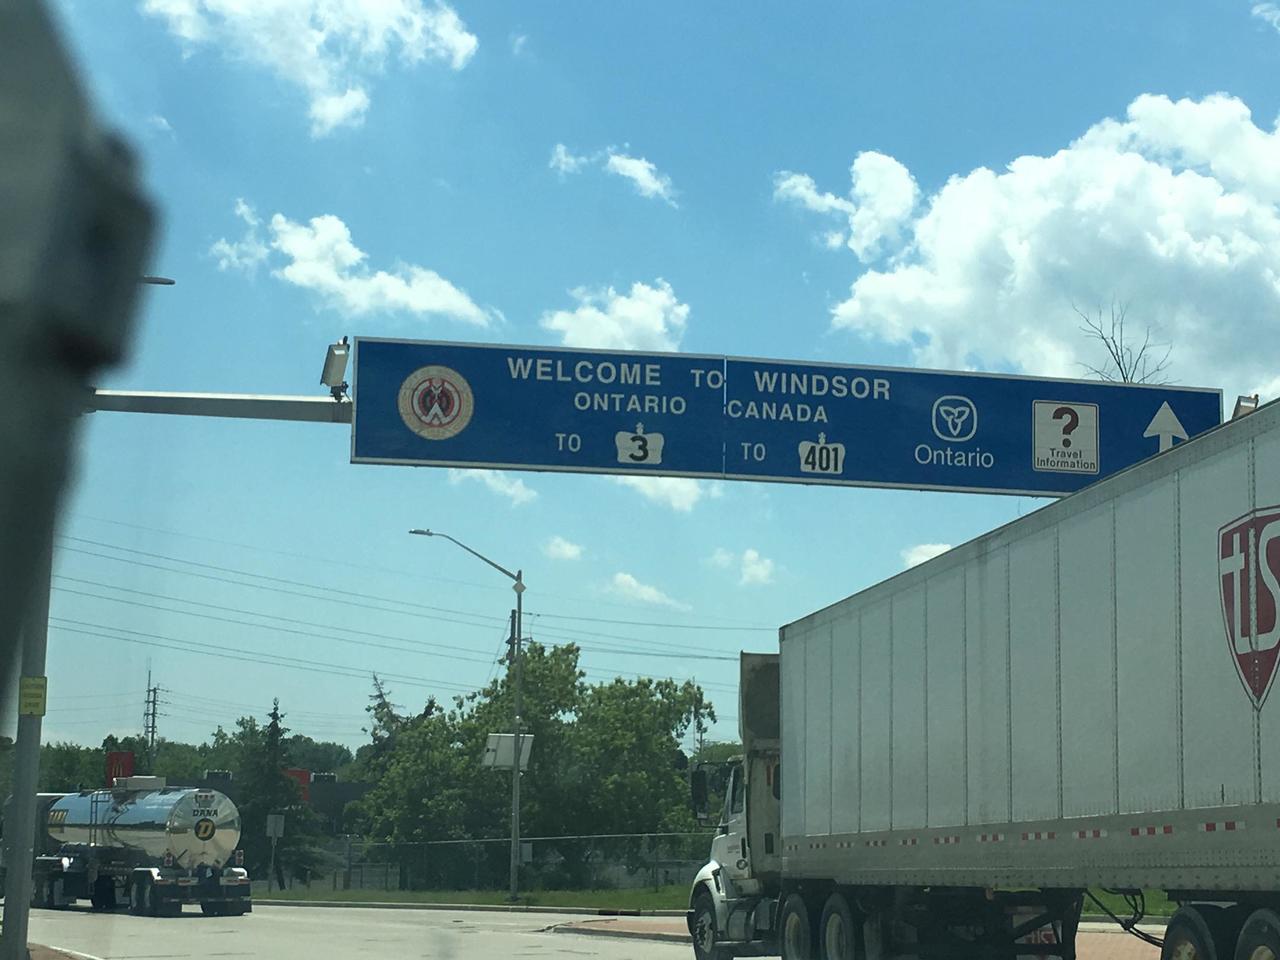 WELCOME TO WINDSOR
ONTARIO CANADA
TO 3 TO 401
Ontario
?
Travel
Information
DANA